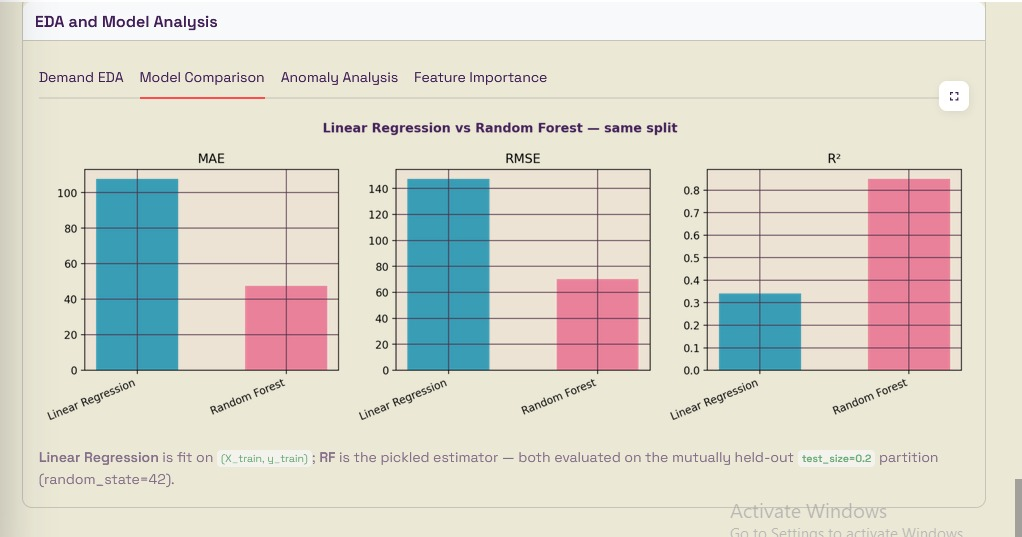 EDA and Model Analysis
Demand EDA Model Comparison Anomaly Analysis Feature Importance
Linear Regression vs Random Forest — same split
MAE
100
80
60
40
20
0
Linear Regression
Random Forest
RMSE
140
120
100
80
60
40
20
0
Linear Regression
Random Forest
R²
0.8
0.7
0.6
0.5
0.4
0.3
0.2
0.1
0.0
Linear Regression
Random Forest
Linear Regression is fit on (X_train, y_train) ; RF is the pickled estimator — both evaluated on the mutually held-out test_size=0.2 partition
(random_state=42).
Activate Windows
Go to Settings to activate Windows.